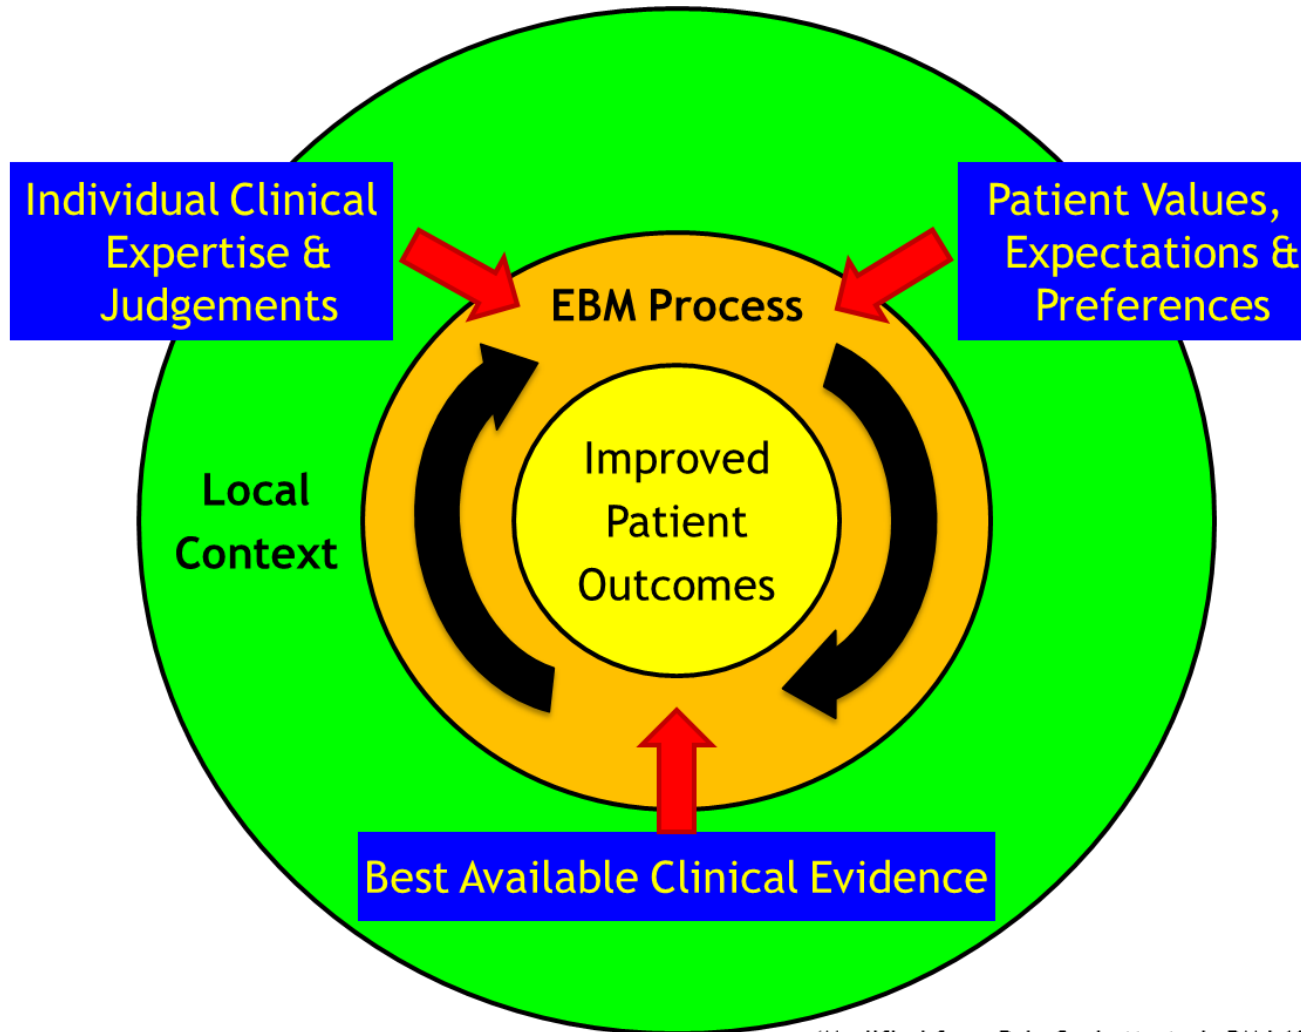 Individual Clinical
Expertise &
Judgements
Patient Values,
Expectations &
Preferences
EBM Process
Improved
Patient
Outcomes
Local
Context
Best Available Clinical Evidence